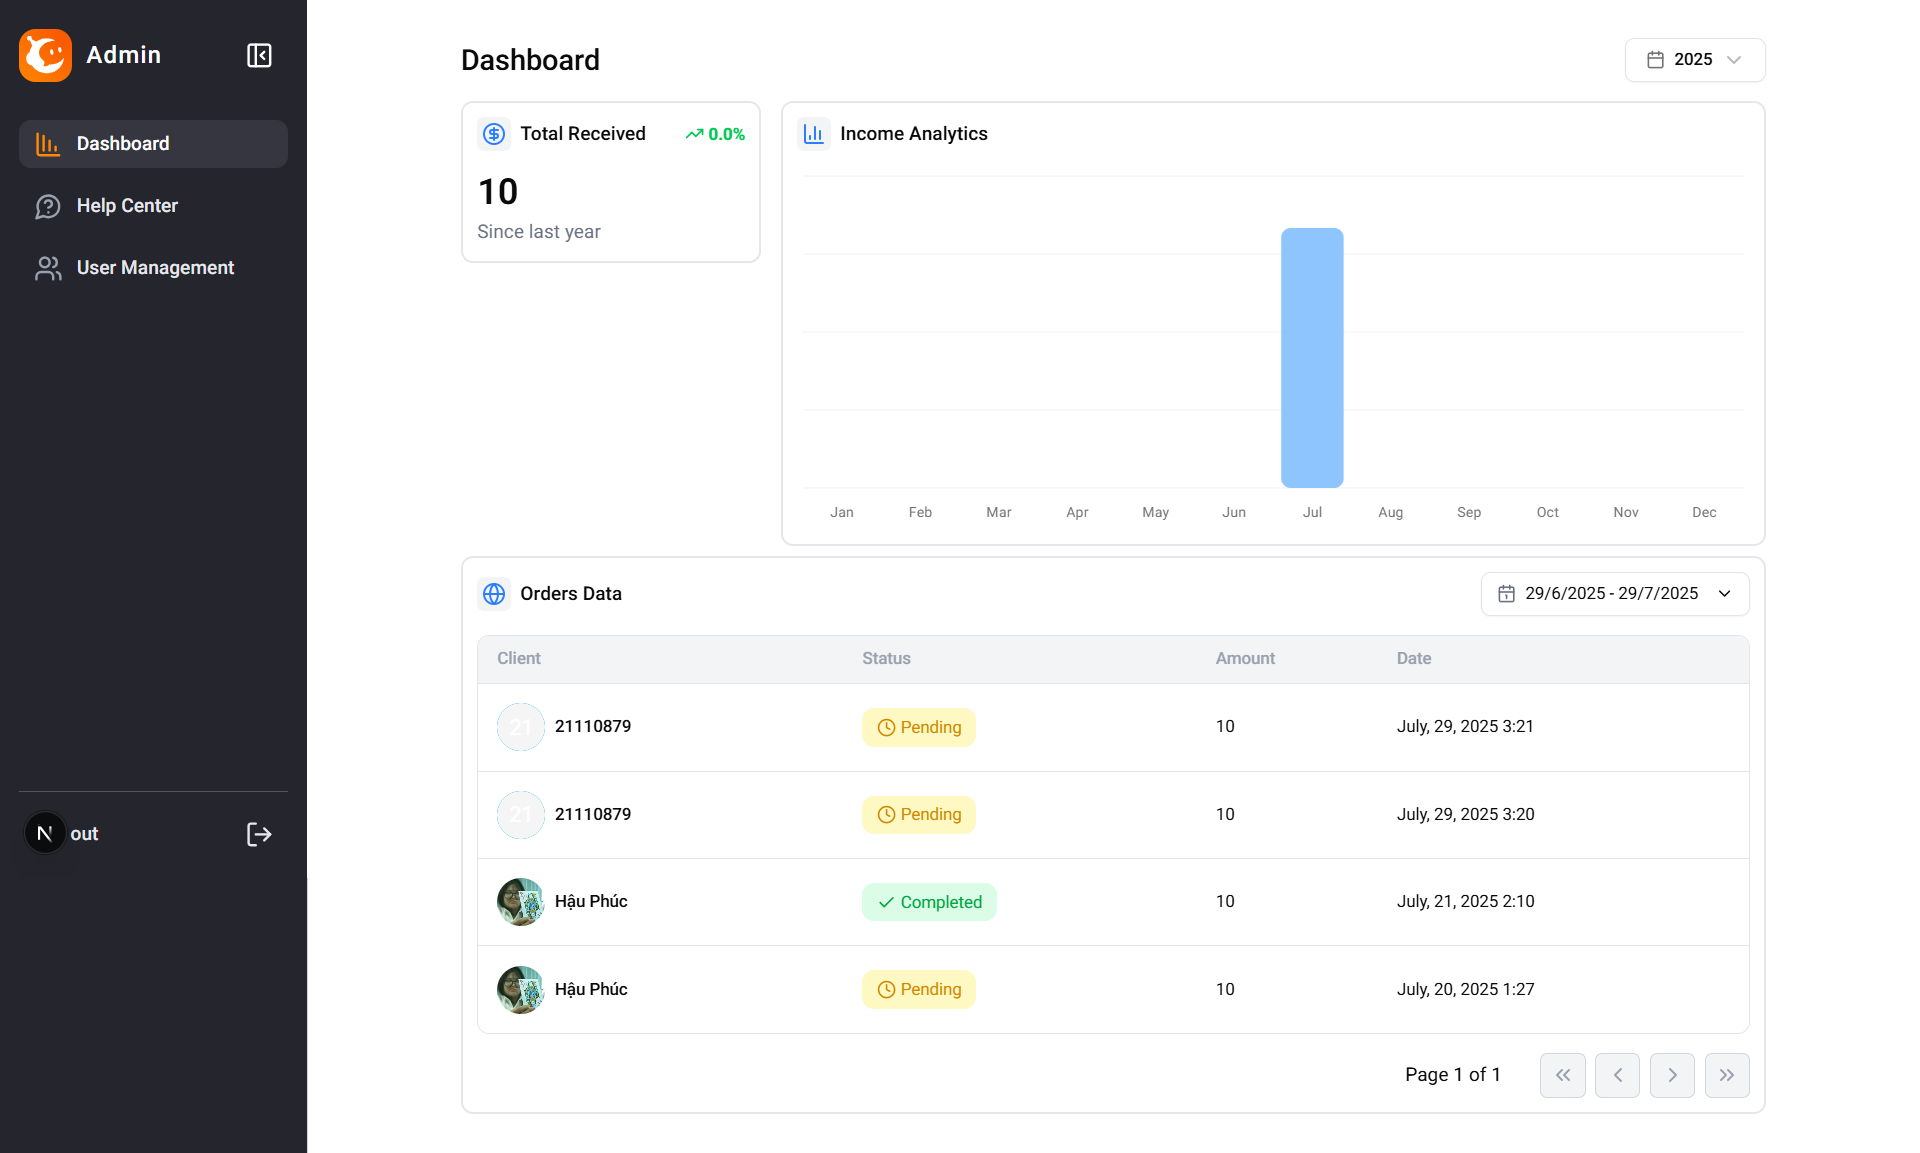 Admin
Dashboard
Help Center
User Management
N out
Dashboard
2025
Total Received 0.0%
10
Since last year
Income Analytics
Jan Feb Mar Apr May Jun Jul Aug Sep Oct Nov Dec
Orders Data
29/6/2025 - 29/7/2025
Client Status Amount Date
21 21110879 Pending 10 July, 29, 2025 3:21
21 21110879 Pending 10 July, 29, 2025 3:20
Hậu Phúc Completed 10 July, 21, 2025 2:10
Hậu Phúc Pending 10 July, 20, 2025 1:27
Page 1 of 1